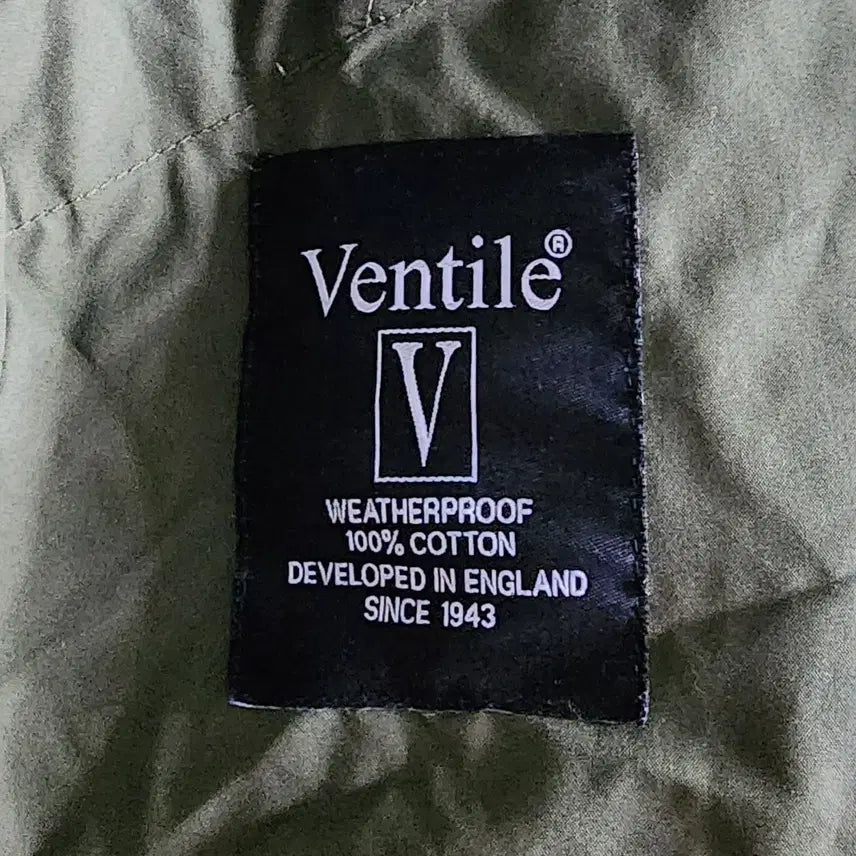 Ventile®
V
WEATHERPROOF
100% COTTON
DEVELOPED IN ENGLAND
SINCE 1943